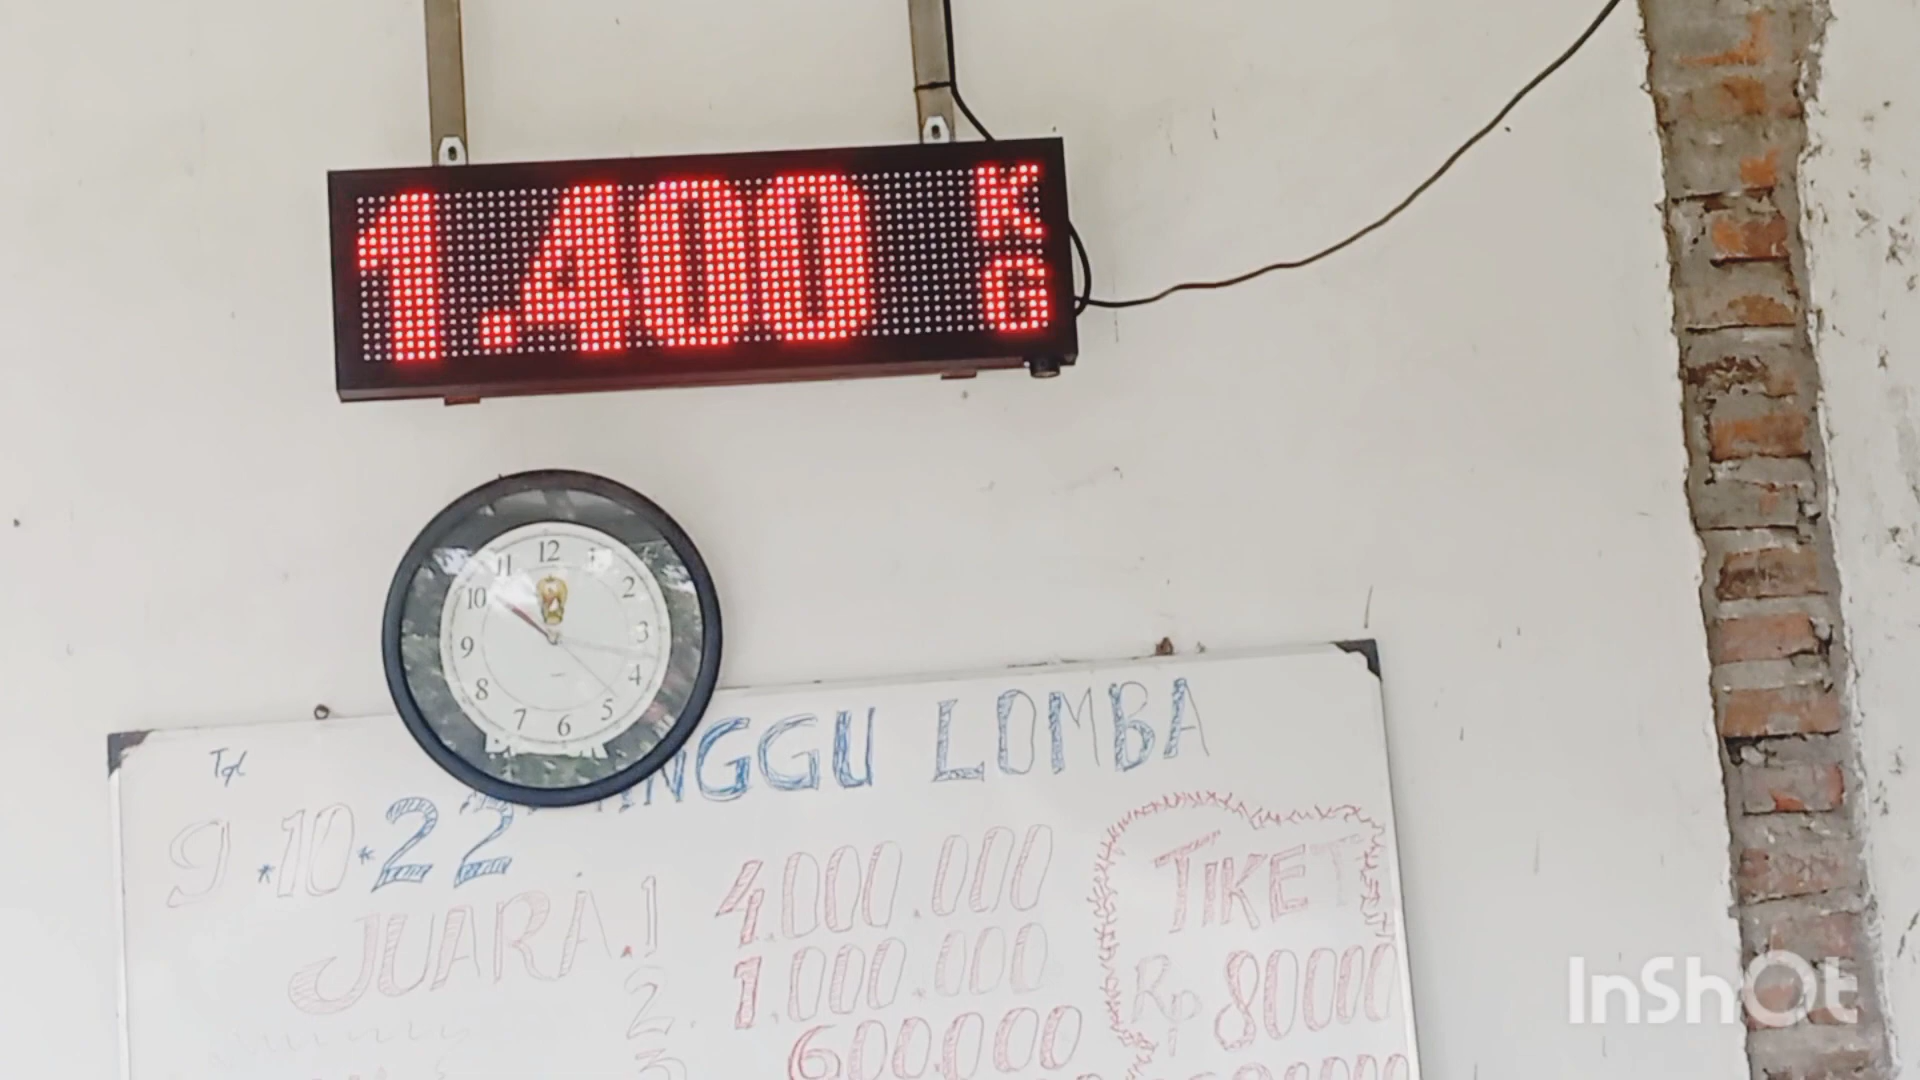 1.400 KG
12
11 1
10 2
9 3
8 4
7 6 5
Tgl
NGGU LOMBA
9.10.22
JUARA.1 4.000.000
TIKET
2. 1.000.000
Rp 80000
3 600.000
InShOt